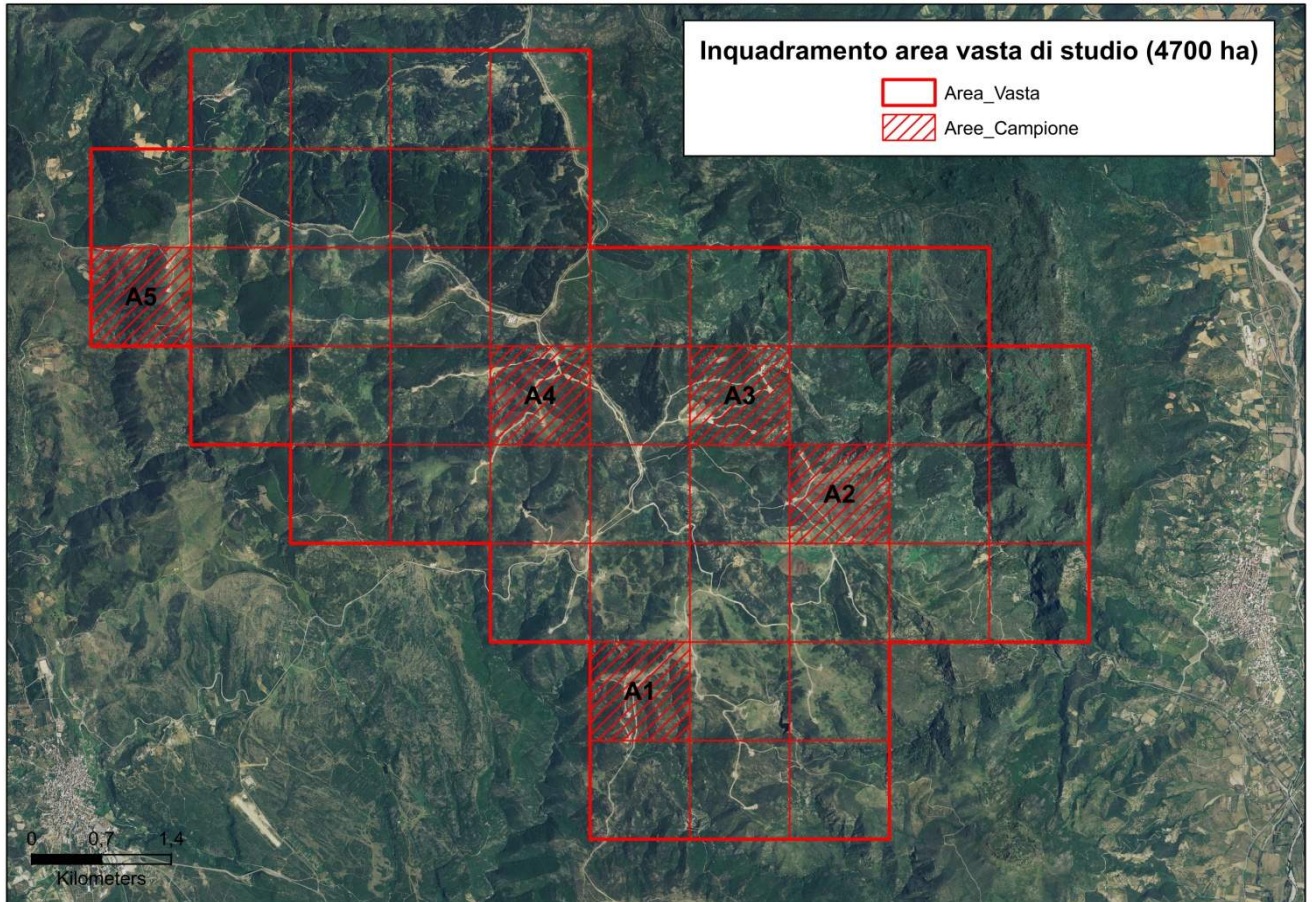 Inquadramento area vasta di studio (4700 ha)
Area_Vasta
Aree_Campione
A5
A4
A3
A2
A1
0 0,7 1,4
Kilometers